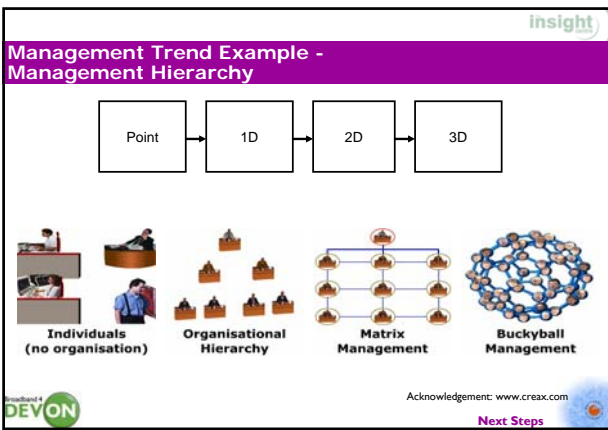 insight
Management Trend Example -
Management Hierarchy
Point
1D
2D
3D
Individuals
(no organisation)
Organisational
Hierarchy
Matrix
Management
Buckyball
Management
Broadband 4
DEVON
Acknowledgement: www.creax.com
Next Steps